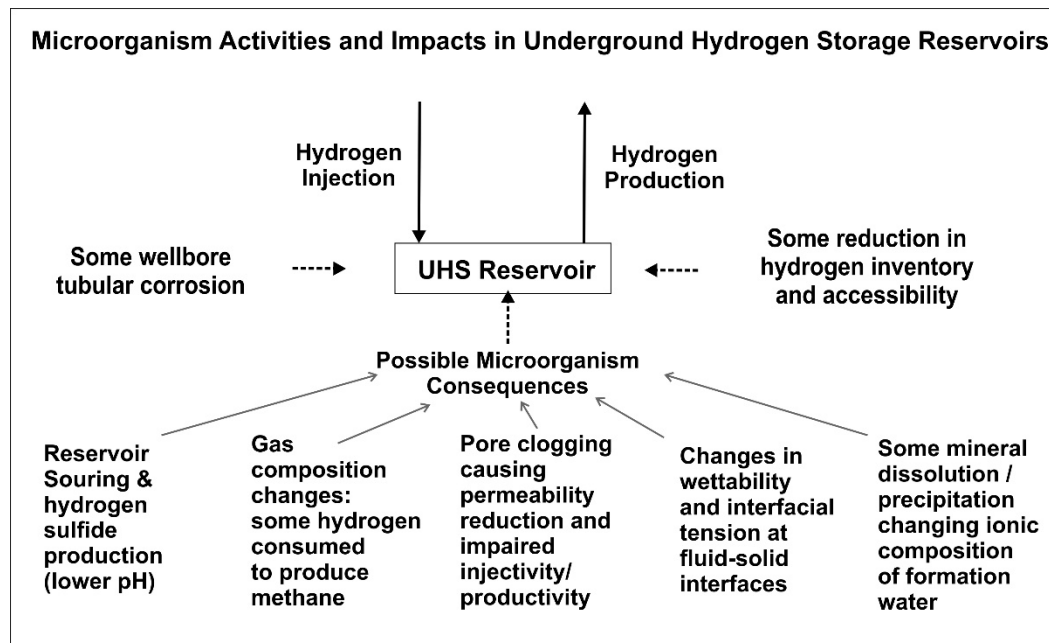 Microorganism Activities and Impacts in Underground Hydrogen Storage Reservoirs
Hydrogen
Injection
Hydrogen
Production
Some wellbore
tubular corrosion
UHS Reservoir
Some reduction in
hydrogen inventory
and accessibility
Possible Microorganism
Consequences
Reservoir
Souring &
hydrogen
sulfide
production
(lower pH)
Gas
composition
changes:
some hydrogen
consumed
to produce
methane
Pore clogging
causing
permeability
reduction and
impaired
injectivity/
productivity
Changes in
wettability
and interfacial
tension at
fluid-solid
interfaces
Some mineral
dissolution /
precipitation
changing ionic
composition
of formation
water